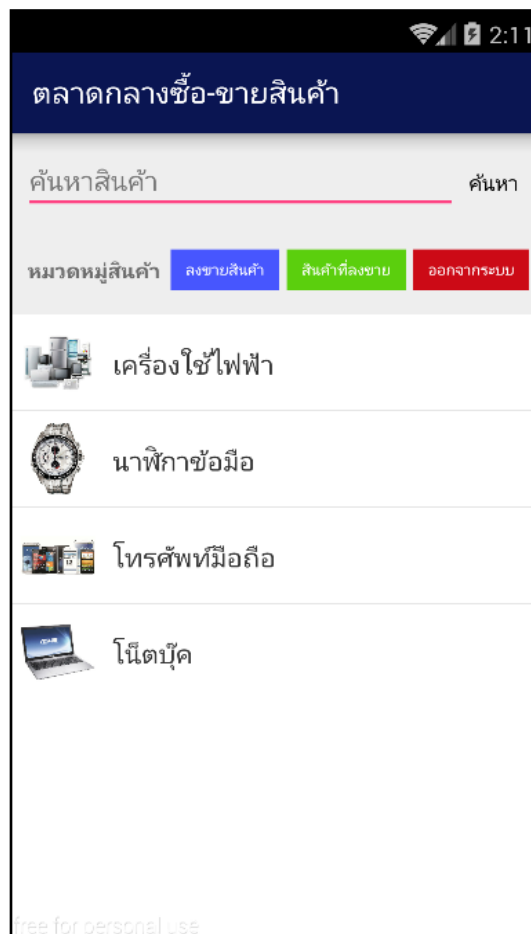 2:11
ตลาดกลางซื้อ-ขายสินค้า
ค้นหาสินค้า ค้นหา
หมวดหมู่สินค้า ลงขายสินค้า สินค้าที่ลงขาย ออกจากระบบ
เครื่องใช้ไฟฟ้า
นาฬิกาข้อมือ
โทรศัพท์มือถือ
โน็ตบุ๊ค
free for personal use